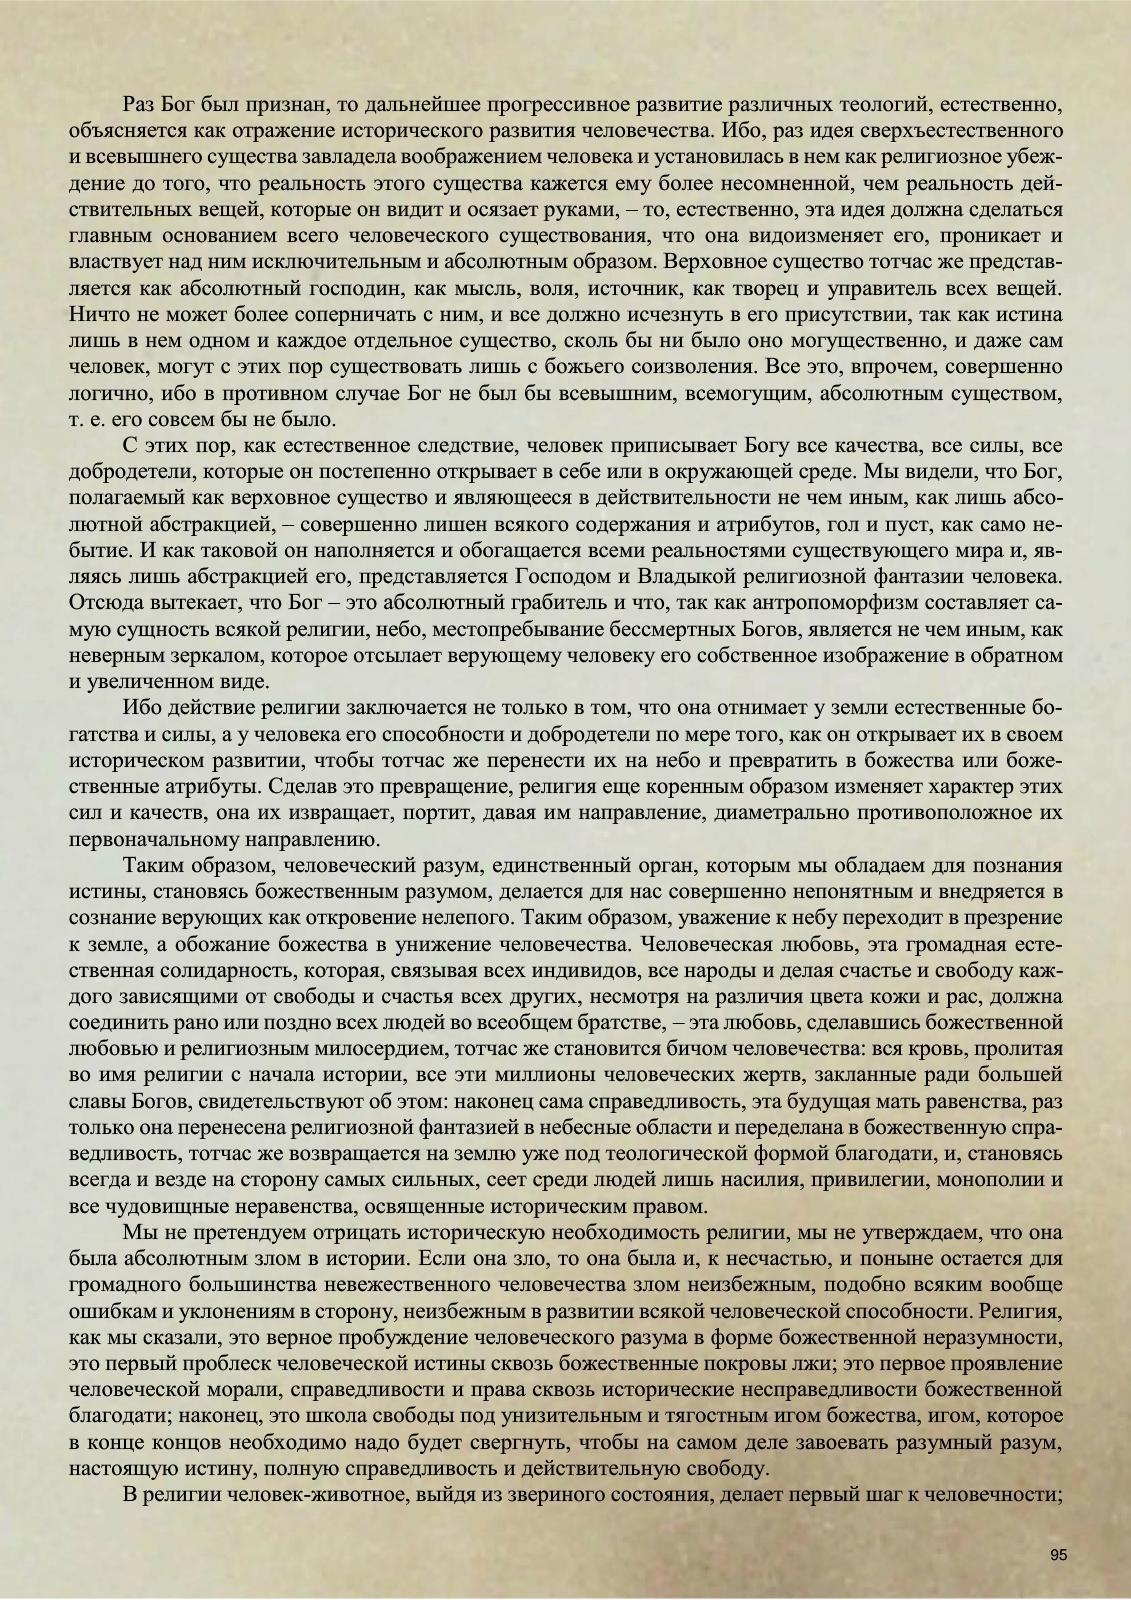 Раз Бог был признан, то дальнейшее прогрессивное развитие различных теологий, естественно,
объясняется как отражение исторического развития человечества. Ибо, раз идея сверхъестественного
и всевышнего существа завладела воображением человека и установилась в нем как религиозное убеж-
дение до того, что реальность этого существа кажется ему более несомненной, чем реальность дей-
ствительных вещей, которые он видит и осязает руками, – то, естественно, эта идея должна сделаться
главным основанием всего человеческого существования, что она видоизменяет его, проникает и
властвует над ним исключительным и абсолютным образом. Верховное существо тотчас же представ-
ляется как абсолютный господин, как мысль, воля, источник, как творец и управитель всех вещей.
Ничто не может более соперничать с ним, и все должно исчезнуть в его присутствии, так как истина
лишь в нем одном и каждое отдельное существо, сколь бы ни было оно могущественно, и даже сам
человек, могут с этих пор существовать лишь с божьего соизволения. Все это, впрочем, совершенно
логично, ибо в противном случае Бог не был бы всевышним, всемогущим, абсолютным существом,
т. е. его совсем бы не было.
С этих пор, как естественное следствие, человек приписывает Богу все качества, все силы, все
добродетели, которые он постепенно открывает в себе или в окружающей среде. Мы видели, что Бог,
полагаемый как верховное существо и являющееся в действительности не чем иным, как лишь абсо-
лютной абстракцией, – совершенно лишен всякого содержания и атрибутов, гол и пуст, как само не-
бытие. И как таковой он наполняется и обогащается всеми реальностями существующего мира и, яв-
ляясь лишь абстракцией его, представляется Господом и Владыкой религиозной фантазии человека.
Отсюда вытекает, что Бог – это абсолютный грабитель и что, так как антропоморфизм составляет са-
мую сущность всякой религии, небо, местопребывание бессмертных Богов, является не чем иным, как
неверным зеркалом, которое отсылает верующему человеку его собственное изображение в обратном
и увеличенном виде.
Ибо действие религии заключается не только в том, что она отнимает у земли естественные бо-
гатства и силы, а у человека его способности и добродетели по мере того, как он открывает их в своем
историческом развитии, чтобы тотчас же перенести их на небо и превратить в божества или боже-
ственные атрибуты. Сделав это превращение, религия еще коренным образом изменяет характер этих
сил и качеств, она их извращает, портит, давая им направление, диаметрально противоположное их
первоначальному направлению.
Таким образом, человеческий разум, единственный орган, которым мы обладаем для познания
истины, становясь божественным разумом, делается для нас совершенно непонятным и внедряется в
сознание верующих как откровение нелепого. Таким образом, уважение к небу переходит в презрение
к земле, а обожание божества в унижение человечества. Человеческая любовь, эта громадная есте-
ственная солидарность, которая, связывая всех индивидов, все народы и делая счастье и свободу каж-
дого зависящими от свободы и счастья всех других, несмотря на различия цвета кожи и рас, должна
соединить рано или поздно всех людей во всеобщем братстве, – эта любовь, сделавшись божественной
любовью и религиозным милосердием, тотчас же становится бичом человечества: вся кровь, пролитая
во имя религии с начала истории, все эти миллионы человеческих жертв, закланные ради большей
славы Богов, свидетельствуют об этом: наконец сама справедливость, эта будущая мать равенства, раз
только она перенесена религиозной фантазией в небесные области и переделана в божественную спра-
ведливость, тотчас же возвращается на землю уже под теологической формой благодати, и, становясь
всегда и везде на сторону самых сильных, сеет среди людей лишь насилия, привилегии, монополии и
все чудовищные неравенства, освященные историческим правом.
Мы не претендуем отрицать историческую необходимость религии, мы не утверждаем, что она
была абсолютным злом в истории. Если она зло, то она была и, к несчастью, и поныне остается для
громадного большинства невежественного человечества злом неизбежным, подобно всяким вообще
ошибкам и уклонениям в сторону, неизбежным в развитии всякой человеческой способности. Религия,
как мы сказали, это верное пробуждение человеческого разума в форме божественной неразумности,
это первый проблеск человеческой истины сквозь божественные покровы лжи; это первое проявление
человеческой морали, справедливости и права сквозь исторические несправедливости божественной
благодати; наконец, это школа свободы под унизительным и тягостным игом божества, игом, которое
в конце концов необходимо надо будет свергнуть, чтобы на самом деле завоевать разумный разум,
настоящую истину, полную справедливость и действительную свободу.
В религии человек-животное, выйдя из звериного состояния, делает первый шаг к человечности;
95